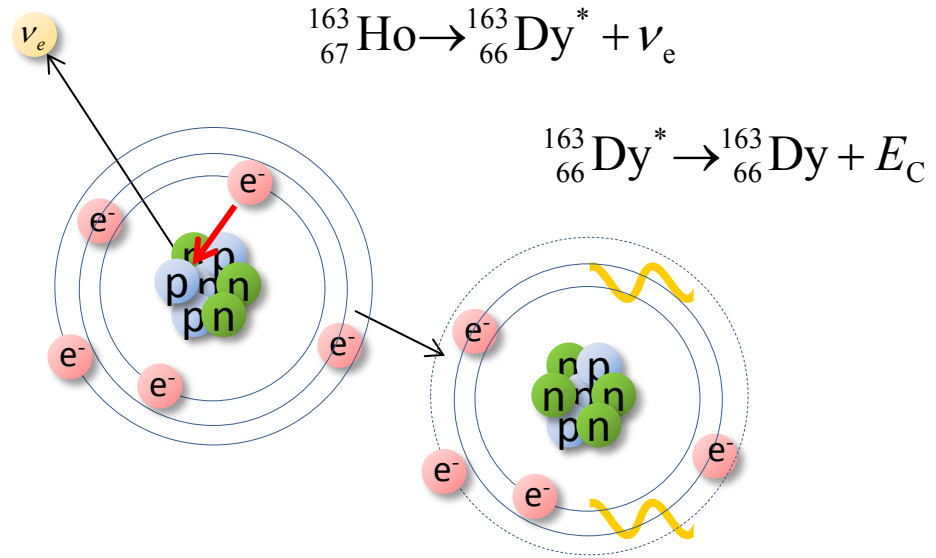 νₑ
¹⁶³₆₇Ho→¹⁶³₆₆Dy* + νₑ
¹⁶³₆₆Dy* → ¹⁶³₆₆Dy + E_C
e⁻
e⁻
n p
p n n
p n
e⁻
e⁻
e⁻
e⁻
n p
n n n
p n
e⁻
e⁻
e⁻